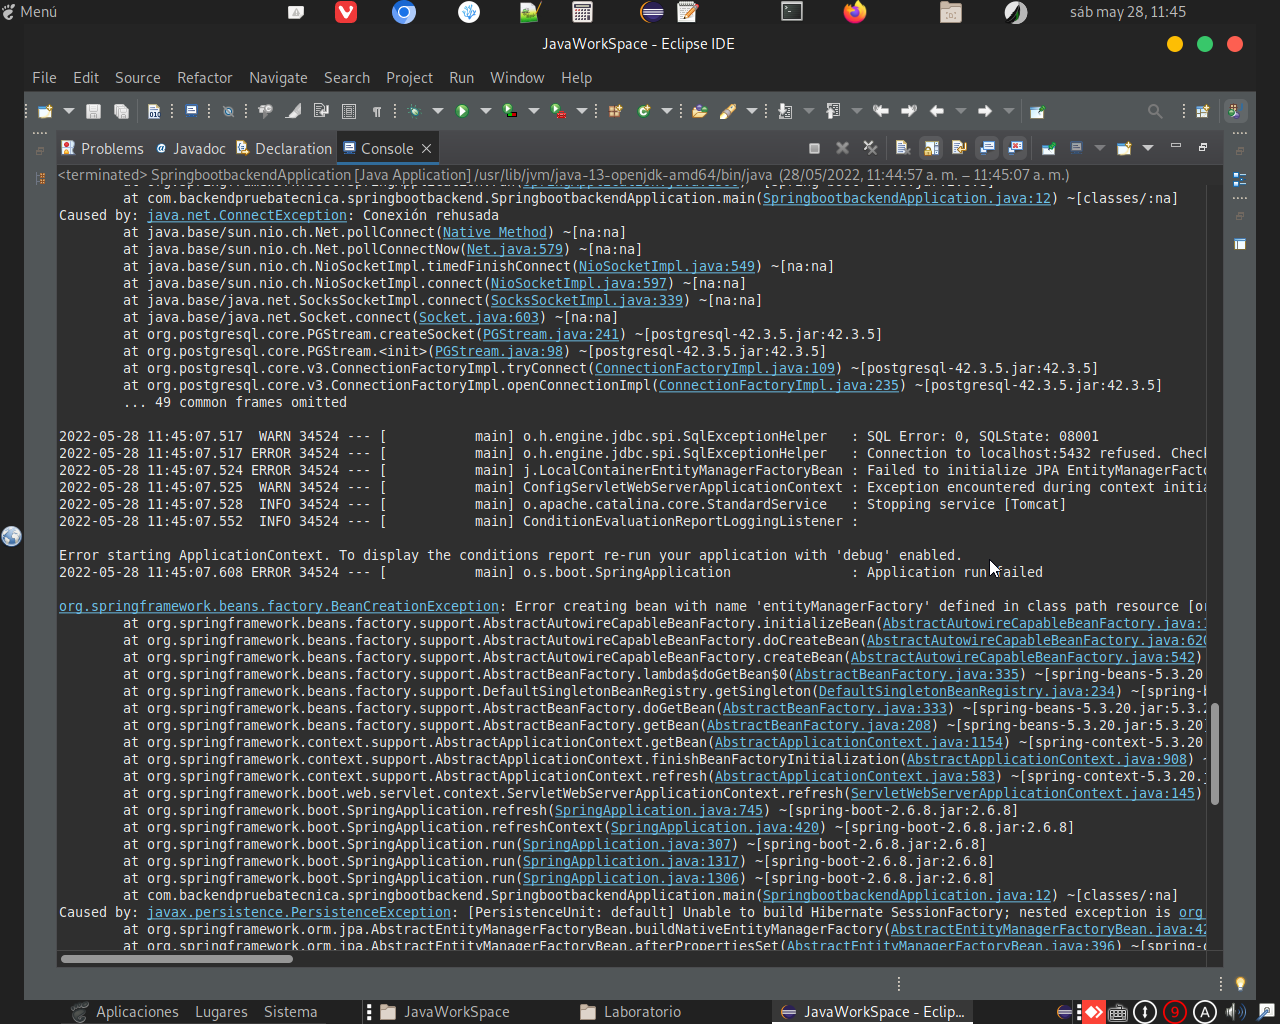 Menú
sáb may 28, 11:45
JavaWorkSpace - Eclipse IDE
File Edit Source Refactor Navigate Search Project Run Window Help
Problems Javadoc Declaration Console
<terminated> SpringbootbackendApplication [Java Application] /usr/lib/jvm/java-13-openjdk-amd64/bin/java (28/05/2022, 11:44:57 a. m. – 11:45:07 a. m.)
at com.backendpruebatecnica.springbootbackend.SpringbootbackendApplication.main(SpringbootbackendApplication.java:12) ~[classes/:na]
Caused by: java.net.ConnectException: Conexión rehusada
at java.base/sun.nio.ch.Net.pollConnect(Native Method) ~[na:na]
at java.base/sun.nio.ch.Net.pollConnectNow(Net.java:579) ~[na:na]
at java.base/sun.nio.ch.NioSocketImpl.timedFinishConnect(NioSocketImpl.java:549) ~[na:na]
at java.base/sun.nio.ch.NioSocketImpl.connect(NioSocketImpl.java:597) ~[na:na]
at java.base/java.net.SocksSocketImpl.connect(SocksSocketImpl.java:339) ~[na:na]
at java.base/java.net.Socket.connect(Socket.java:603) ~[na:na]
at org.postgresql.core.PGStream.createSocket(PGStream.java:241) ~[postgresql-42.3.5.jar:42.3.5]
at org.postgresql.core.PGStream.<init>(PGStream.java:98) ~[postgresql-42.3.5.jar:42.3.5]
at org.postgresql.core.v3.ConnectionFactoryImpl.tryConnect(ConnectionFactoryImpl.java:109) ~[postgresql-42.3.5.jar:42.3.5]
at org.postgresql.core.v3.ConnectionFactoryImpl.openConnectionImpl(ConnectionFactoryImpl.java:235) ~[postgresql-42.3.5.jar:42.3.5]
... 49 common frames omitted
2022-05-28 11:45:07.517  WARN 34524 --- [           main] o.h.engine.jdbc.spi.SqlExceptionHelper   : SQL Error: 0, SQLState: 08001
2022-05-28 11:45:07.517 ERROR 34524 --- [           main] o.h.engine.jdbc.spi.SqlExceptionHelper   : Connection to localhost:5432 refused. Chec
2022-05-28 11:45:07.524 ERROR 34524 --- [           main] j.LocalContainerEntityManagerFactoryBean : Failed to initialize JPA EntityManagerFacto
2022-05-28 11:45:07.525  WARN 34524 --- [           main] ConfigServletWebServerApplicationContext : Exception encountered during context initia
2022-05-28 11:45:07.528  INFO 34524 --- [           main] o.apache.catalina.core.StandardService   : Stopping service [Tomcat]
2022-05-28 11:45:07.552  INFO 34524 --- [           main] ConditionEvaluationReportLoggingListener :
Error starting ApplicationContext. To display the conditions report re-run your application with 'debug' enabled.
2022-05-28 11:45:07.608 ERROR 34524 --- [           main] o.s.boot.SpringApplication               : Application run failed
org.springframework.beans.factory.BeanCreationException: Error creating bean with name 'entityManagerFactory' defined in class path resource [or
at org.springframework.beans.factory.support.AbstractAutowireCapableBeanFactory.initializeBean(AbstractAutowireCapableBeanFactory.java:1
at org.springframework.beans.factory.support.AbstractAutowireCapableBeanFactory.doCreateBean(AbstractAutowireCapableBeanFactory.java:620
at org.springframework.beans.factory.support.AbstractAutowireCapableBeanFactory.createBean(AbstractAutowireCapableBeanFactory.java:542)
at org.springframework.beans.factory.support.AbstractBeanFactory.lambda$doGetBean$0(AbstractBeanFactory.java:335) ~[spring-beans-5.3.20
at org.springframework.beans.factory.support.DefaultSingletonBeanRegistry.getSingleton(DefaultSingletonBeanRegistry.java:234) ~[spring-b
at org.springframework.beans.factory.support.AbstractBeanFactory.doGetBean(AbstractBeanFactory.java:333) ~[spring-beans-5.3.20.jar:5.3.2
at org.springframework.beans.factory.support.AbstractBeanFactory.getBean(AbstractBeanFactory.java:208) ~[spring-beans-5.3.20.jar:5.3.20]
at org.springframework.context.support.AbstractApplicationContext.getBean(AbstractApplicationContext.java:1154) ~[spring-context-5.3.20
at org.springframework.context.support.AbstractApplicationContext.finishBeanFactoryInitialization(AbstractApplicationContext.java:908) ~
at org.springframework.context.support.AbstractApplicationContext.refresh(AbstractApplicationContext.java:583) ~[spring-context-5.3.20.
at org.springframework.boot.web.servlet.context.ServletWebServerApplicationContext.refresh(ServletWebServerApplicationContext.java:145)
at org.springframework.boot.SpringApplication.refresh(SpringApplication.java:745) ~[spring-boot-2.6.8.jar:2.6.8]
at org.springframework.boot.SpringApplication.refreshContext(SpringApplication.java:420) ~[spring-boot-2.6.8.jar:2.6.8]
at org.springframework.boot.SpringApplication.run(SpringApplication.java:307) ~[spring-boot-2.6.8.jar:2.6.8]
at org.springframework.boot.SpringApplication.run(SpringApplication.java:1317) ~[spring-boot-2.6.8.jar:2.6.8]
at org.springframework.boot.SpringApplication.run(SpringApplication.java:1306) ~[spring-boot-2.6.8.jar:2.6.8]
at com.backendpruebatecnica.springbootbackend.SpringbootbackendApplication.main(SpringbootbackendApplication.java:12) ~[classes/:na]
Caused by: javax.persistence.PersistenceException: [PersistenceUnit: default] Unable to build Hibernate SessionFactory; nested exception is org
at org.springframework.orm.jpa.AbstractEntityManagerFactoryBean.buildNativeEntityManagerFactory(AbstractEntityManagerFactoryBean.java:42
at org.springframework.orm.jpa.AbstractEntityManagerFactoryBean.afterPropertiesSet(AbstractEntityManagerFactoryBean.java:396) ~[spring-o
Aplicaciones Lugares Sistema JavaWorkSpace Laboratorio JavaWorkSpace - Eclip... 9 A